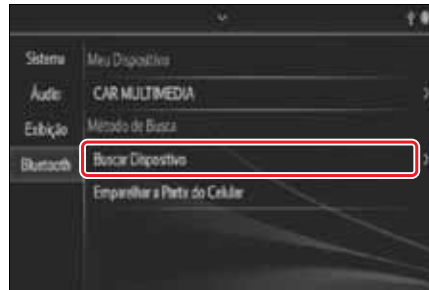 Sistema
Meu Dispositivo
Áudio
CAR MULTIMEDIA
Exibição
Método de Busca
Bluetooth
Buscar Dispositivo
Emparelhar a Partir do Celular